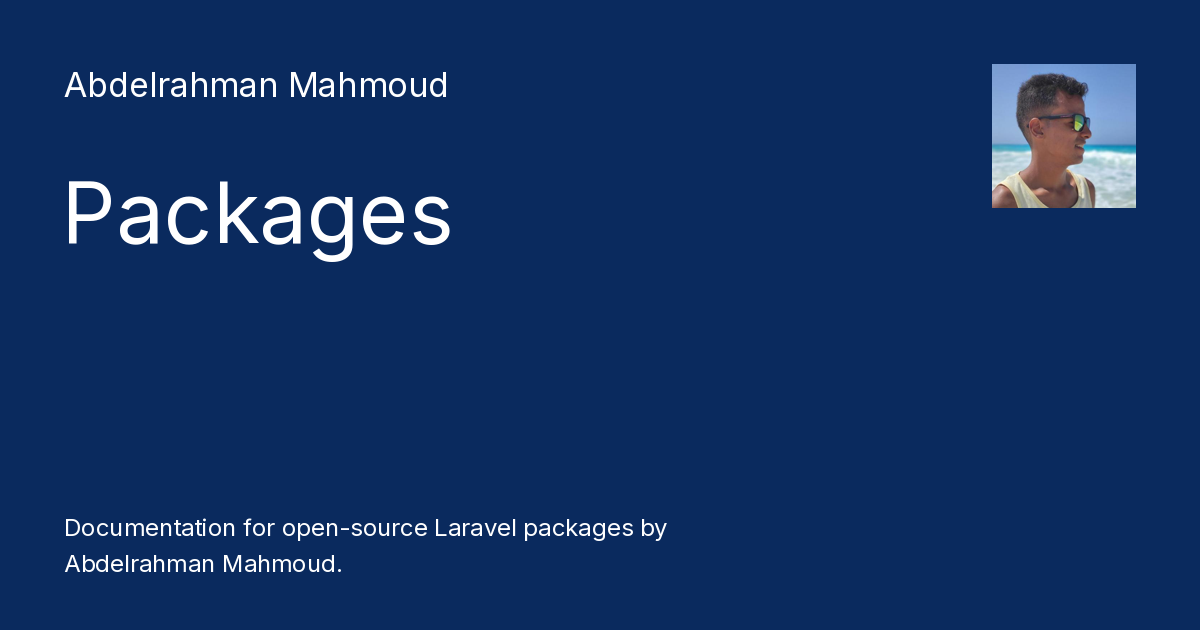 Abdelrahman Mahmoud
Packages
Documentation for open-source Laravel packages by
Abdelrahman Mahmoud.